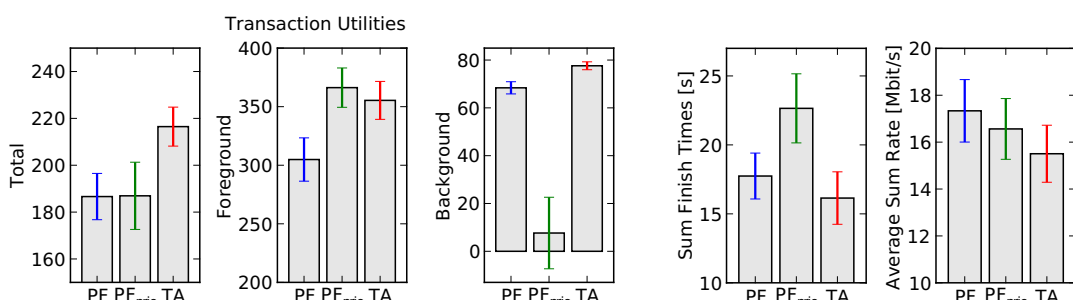 Transaction Utilities
Total
240
220
200
180
160
PF PFprio TA
Foreground
400
350
300
250
200
PF PFprio TA
Background
80
60
40
20
0
PF PFprio TA
Sum Finish Times [s]
25
20
15
10
PF PFprio TA
Average Sum Rate [Mbit/s]
20
18
16
14
12
10
PF PFprio TA